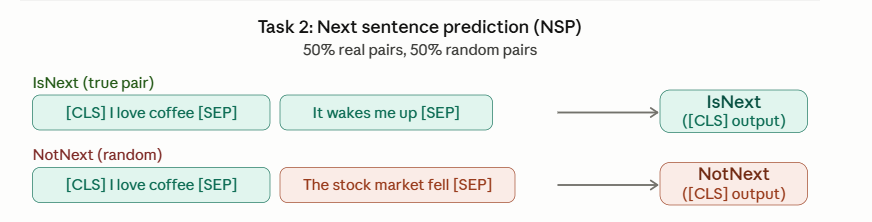 Task 2: Next sentence prediction (NSP)
50% real pairs, 50% random pairs
IsNext (true pair)
[CLS] I love coffee [SEP] It wakes me up [SEP] IsNext
([CLS] output)
NotNext (random)
[CLS] I love coffee [SEP] The stock market fell [SEP] NotNext
([CLS] output)